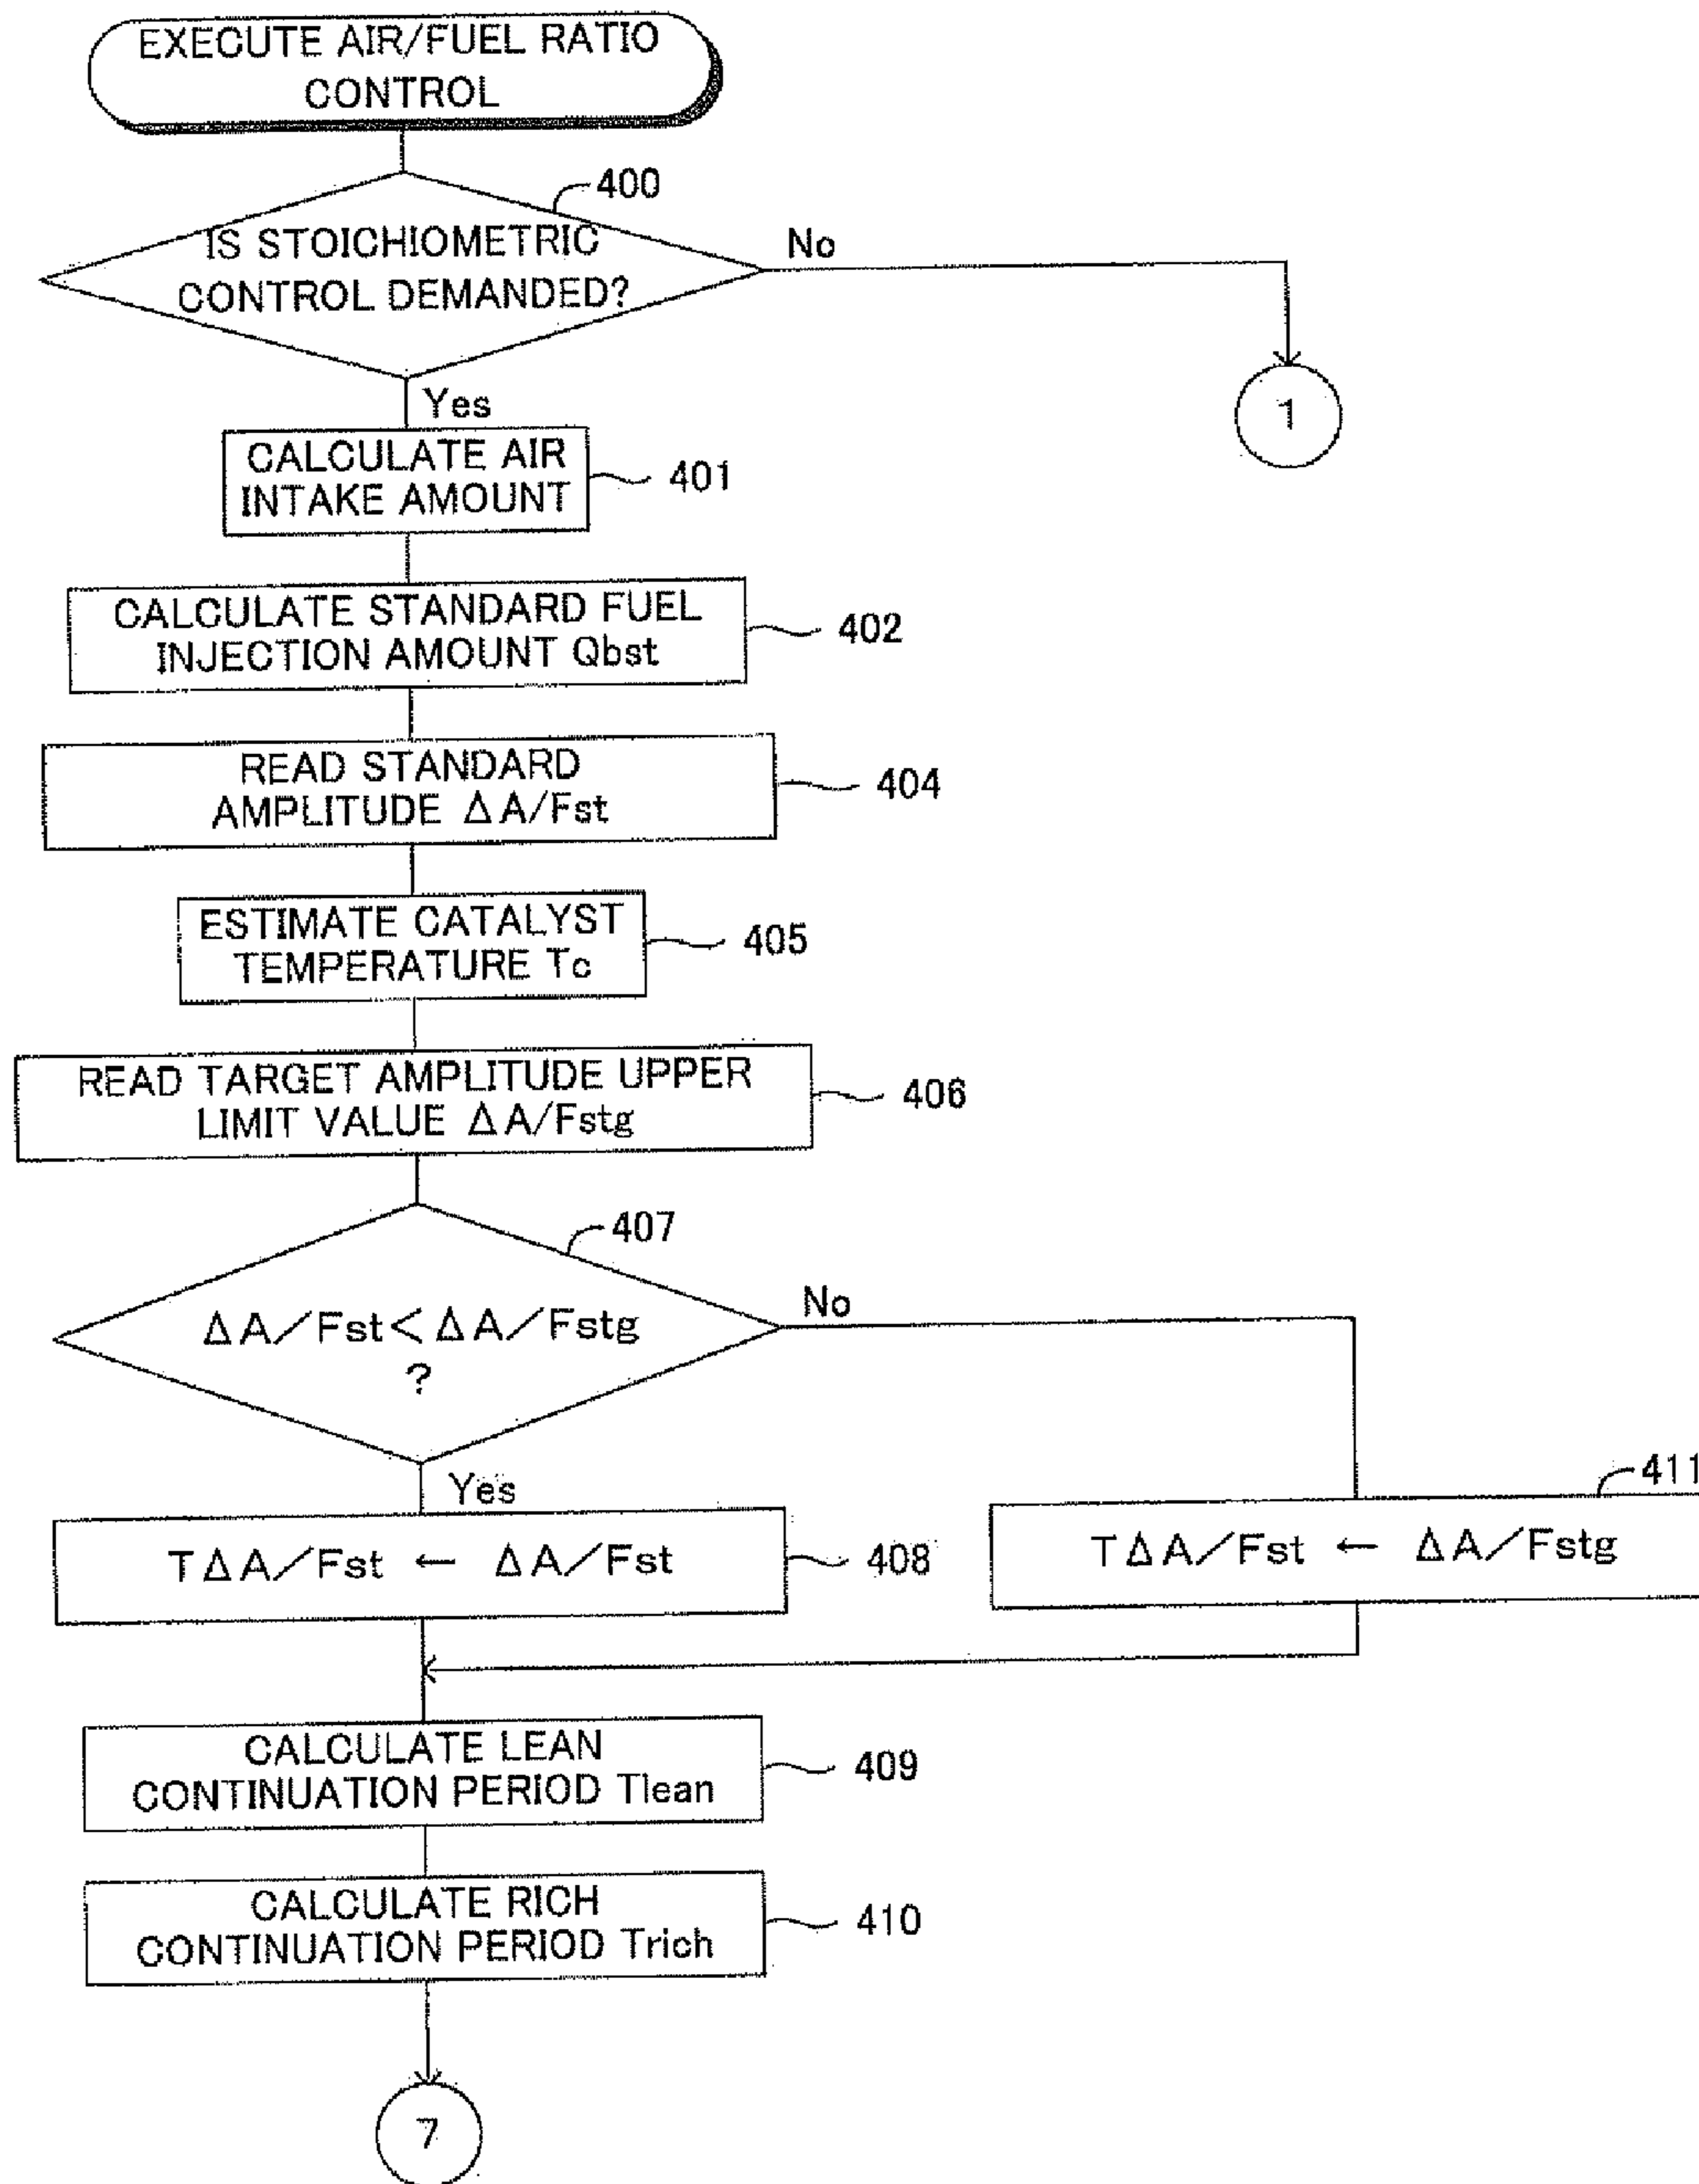 EXECUTE AIR/FUEL RATIO
CONTROL
400
IS STOICHIOMETRIC
CONTROL DEMANDED?
No
1
Yes
CALCULATE AIR
INTAKE AMOUNT
401
CALCULATE STANDARD FUEL
INJECTION AMOUNT Qbst
402
READ STANDARD
AMPLITUDE ΔA/Fst
404
ESTIMATE CATALYST
TEMPERATURE Tc
405
READ TARGET AMPLITUDE UPPER
LIMIT VALUE ΔA/Fstg
406
407
ΔA/Fst<ΔA/Fstg
?
No
Yes
TΔA/Fst ← ΔA/Fst
408
411
TΔA/Fst ← ΔA/Fstg
CALCULATE LEAN
CONTINUATION PERIOD Tlean
409
CALCULATE RICH
CONTINUATION PERIOD Trich
410
7